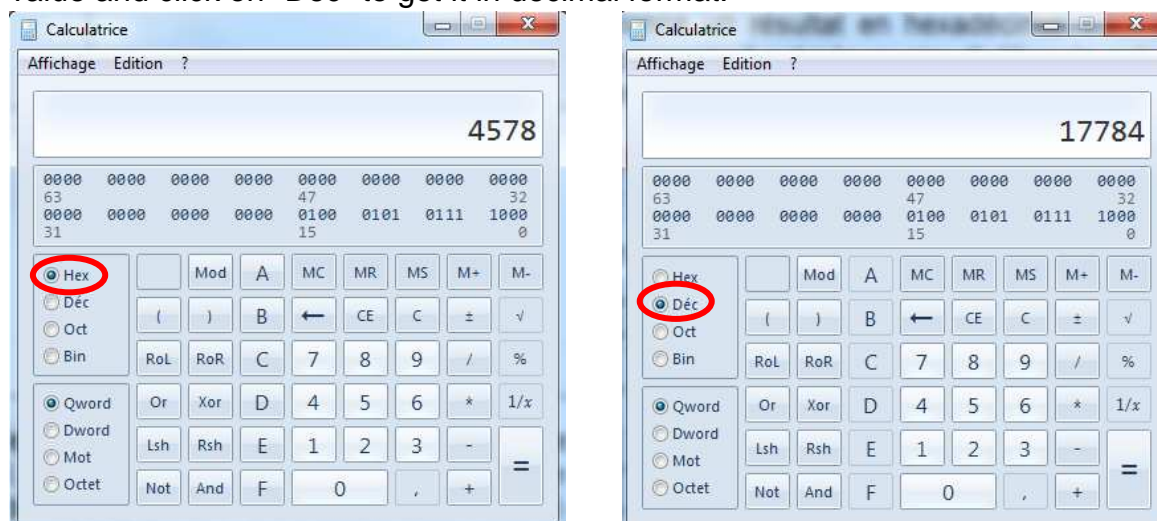 value and click on "Dec" to get it in decimal format.
Calculatrice
Affichage Edition ?
4578
0000 0000 0000 0000 0000 0000 0000 0000
63 47 32
0000 0000 0000 0000 0100 0101 0111 1000
31 15 0
Hex Mod A MC MR MS M+ M-
Déc
Oct ( ) B ← CE C ± √
Bin RoL RoR C 7 8 9 / %
Qword Or Xor D 4 5 6 * 1/x
Dword
Mot Lsh Rsh E 1 2 3 - =
Octet Not And F 0 , +
Calculatrice
Affichage Edition ?
17784
0000 0000 0000 0000 0000 0000 0000 0000
63 47 32
0000 0000 0000 0000 0100 0101 0111 1000
31 15 0
Hex Mod A MC MR MS M+ M-
Déc
Oct ( ) B ← CE C ± √
Bin RoL RoR C 7 8 9 / %
Qword Or Xor D 4 5 6 * 1/x
Dword
Mot Lsh Rsh E 1 2 3 - =
Octet Not And F 0 , +